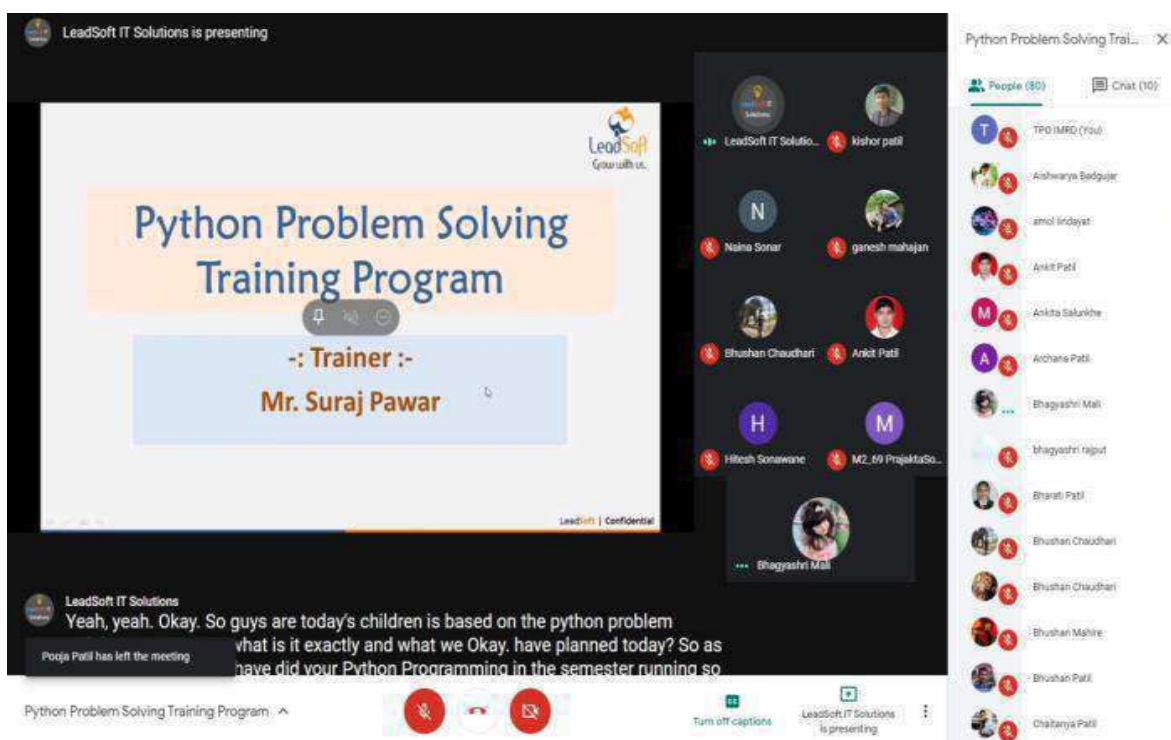 LeadSoft IT Solutions is presenting
LeadSoft
Grow with us.
Python Problem Solving
Training Program
-: Trainer :-
Mr. Suraj Pawar
LeadSoft | Confidential
LeadSoft IT Solutio...
kishor patil
N
Naina Sonar
ganesh mahajan
Bhushan Chaudhari
Ankit Patil
H
Hitesh Sonawane
M
M2_69 PrajaktaSo...
Bhagyashri Mali
LeadSoft IT Solutions
Yeah, yeah. Okay. So guys are today's children is based on the python problem
what is it exactly and what we Okay. have planned today? So as
have did your Python Programming in the semester running so
Pooja Patil has left the meeting
Python Problem Solving Training Program
Turn off captions
LeadSoft IT Solutions
is presenting
Python Problem Solving Trai...
People (80)
Chat (10)
T
TPO IMRD (You)
Aishwarya Badgujar
amol lindayat
Ankit Patil
M
Ankita Salunkhe
A
Archana Patil
Bhagyashri Mali
bhagyashri rajput
Bharati Patil
Bhushan Chaudhari
Bhushan Chaudhari
Bhushan Mahire
Bhushan Patil
Chaitanya Patil